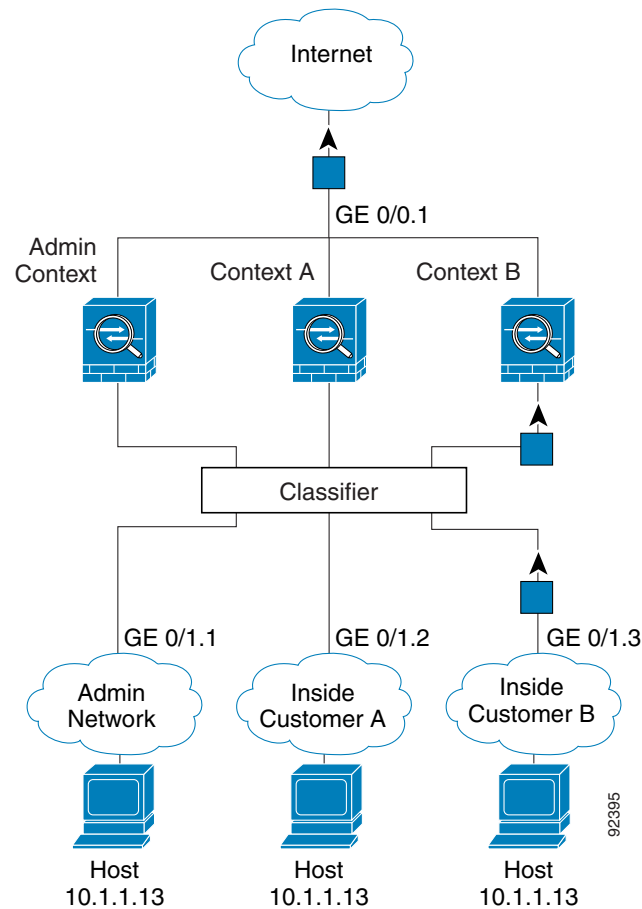 Internet
GE 0/0.1
Admin
Context
Context A
Context B
Classifier
GE 0/1.1
GE 0/1.2
GE 0/1.3
Admin
Network
Inside
Customer A
Inside
Customer B
Host
10.1.1.13
Host
10.1.1.13
Host
10.1.1.13
92395